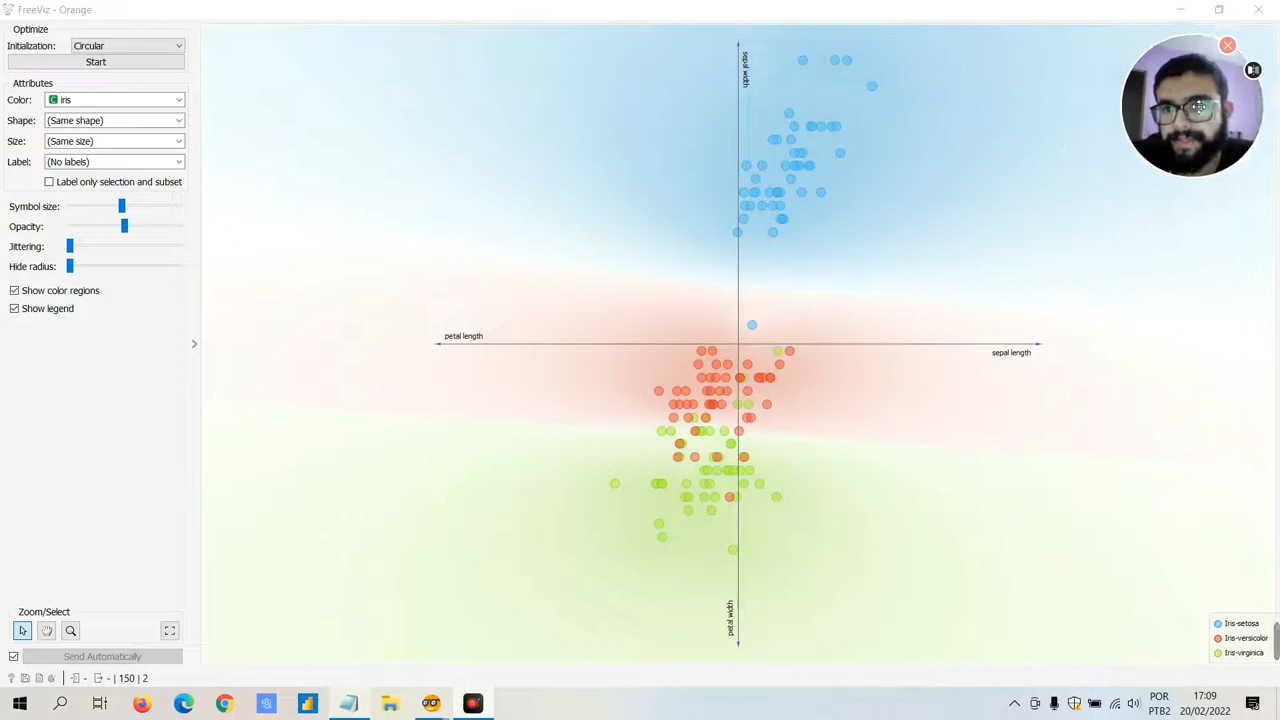 FreeViz - Orange
Optimize
Initialization: Circular
Start
Attributes
Color: iris
Shape: (Same shape)
Size: (Same size)
Label: (No labels)
Label only selection and subset
Symbol size:
Opacity:
Jittering:
Hide radius:
Show color regions
Show legend
sepal width
petal length
sepal length
petal width
Zoom/Select
Send Automatically
150 | 2
Iris-setosa
Iris-versicolor
Iris-virginica
POR
PTB2
17:09
20/02/2022